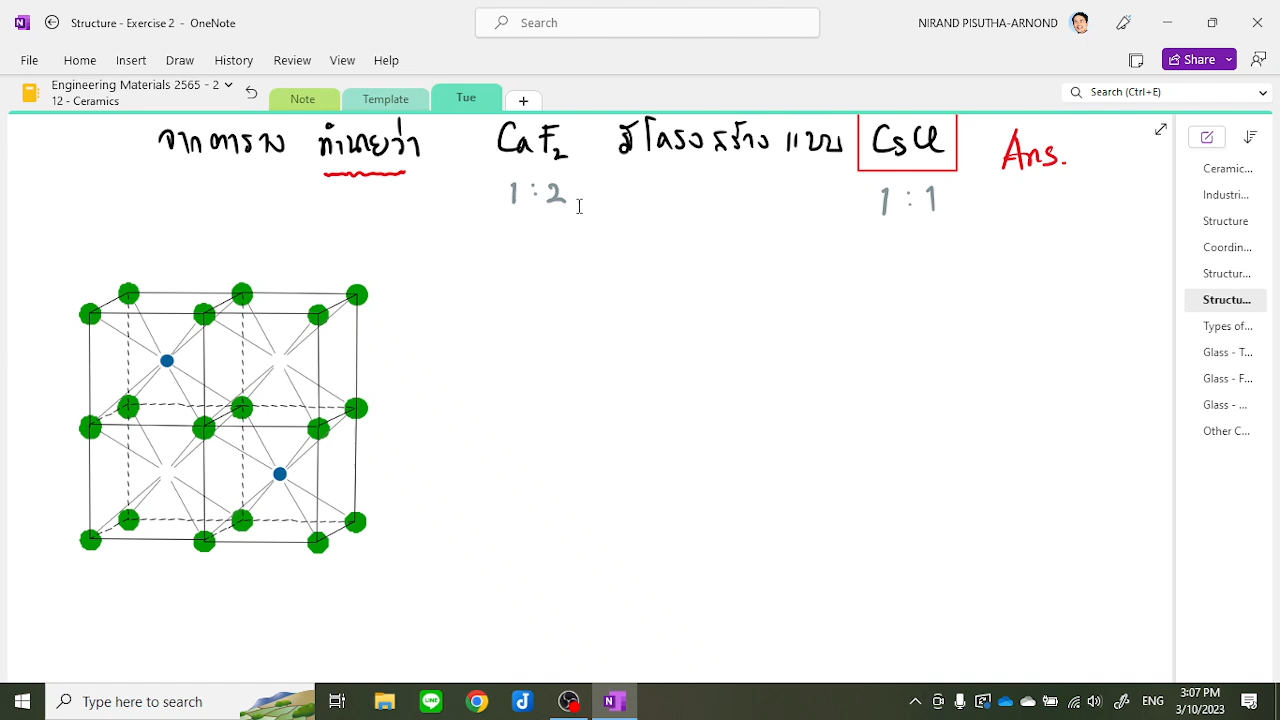 Structure - Exercise 2 - OneNote
Search
NIRAND PISUTHA-ARNOND
File Home Insert Draw History Review View Help
Share
Engineering Materials 2565 - 2
12 - Ceramics
Note
Template
Tue
Search (Ctrl+E)
จากตาราง ทำนายว่า CaF2 มีโครงสร้างแบบ CsCl Ans.
1 : 2
1 : 1
Ceramic...
Industri...
Structure
Coordin...
Structur...
Structu...
Types of...
Glass - T...
Glass - F...
Glass - ...
Other C...
Type here to search
ENG
3:07 PM
3/10/2023